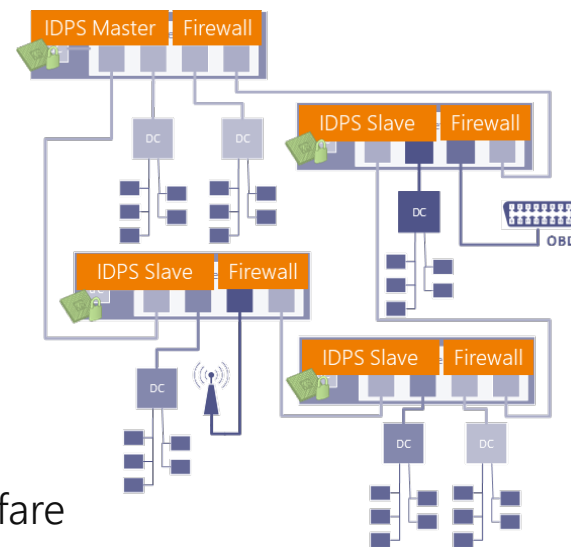 IDPS Master Firewall
DC DC
IDPS Slave Firewall
DC
OBD
IDPS Slave Firewall
DC
IDPS Slave Firewall
DC DC
fare